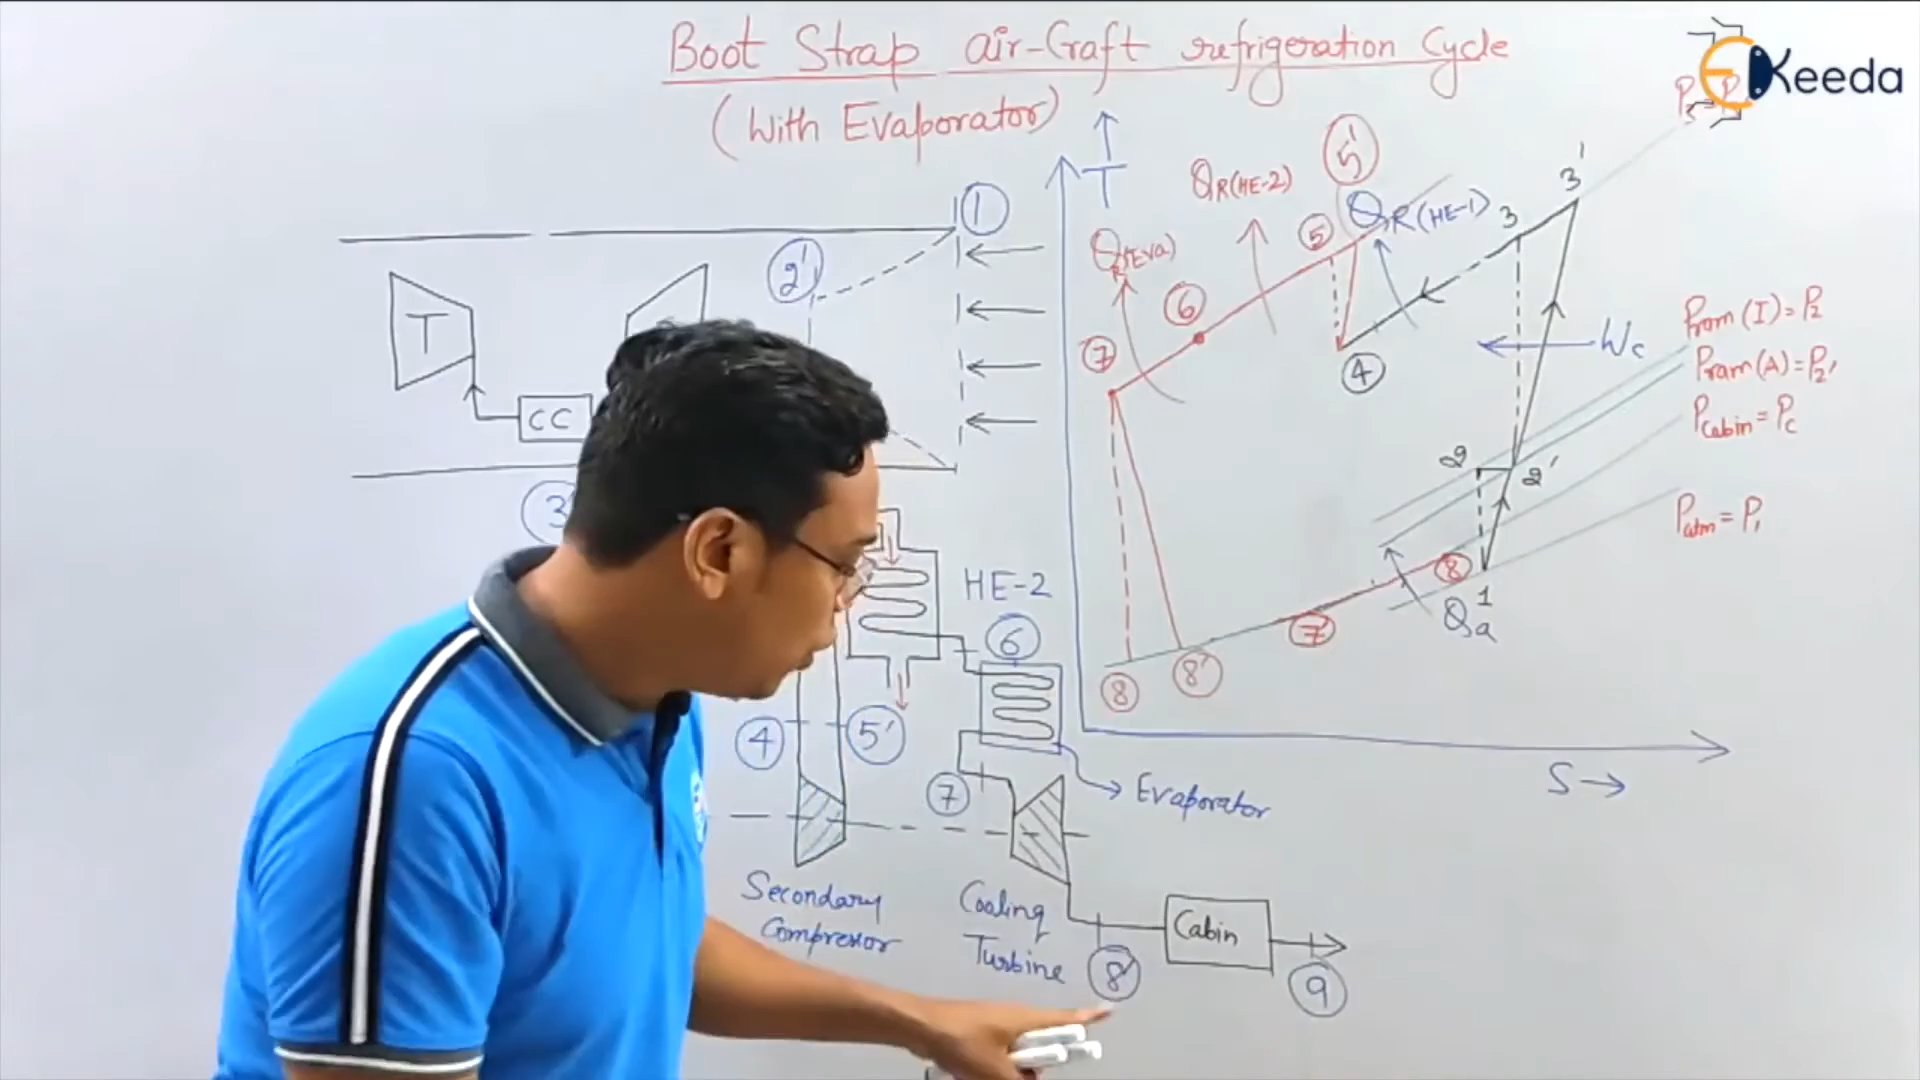 Boot Strap air-Craft refrigeration Cycle
(With Evaporator)
Keeda
T
1
2'
T
CC
3
HE-2
6
4
5'
7
Evaporator
Secondary
Compressor
Cooling
Turbine
8'
Cabin
9
5'
QR(HE-2)
QR(HE-1)
QR(Eva)
5
3
3'
6
7
4
Wc
Pram(I)=P2
Pram(A)=P2'
Pcabin=Pc
Patm=P1
2
2'
8
1
Qa
7
8
8'
S →